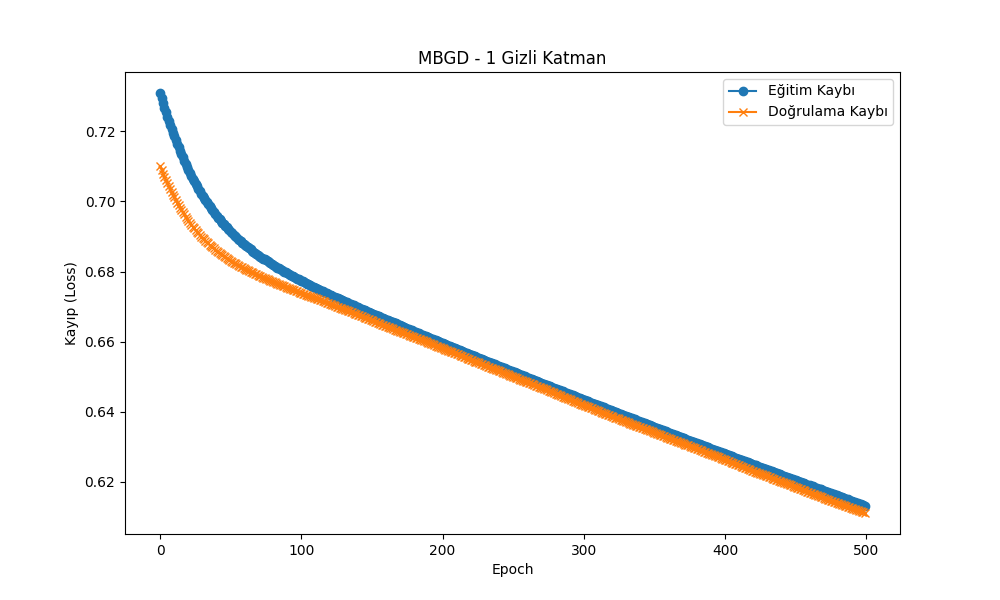 MBGD - 1 Gizli Katman
Eğitim Kaybı
Doğrulama Kaybı
Kayıp (Loss)
0.72
0.70
0.68
0.66
0.64
0.62
0 100 200 300 400 500
Epoch